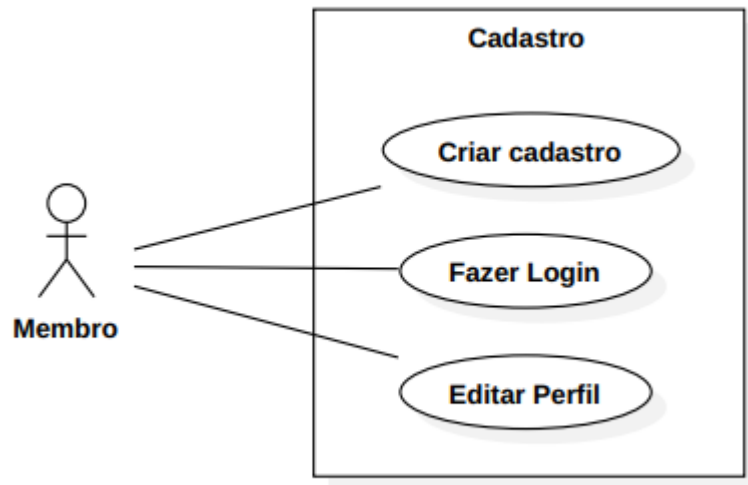 Cadastro
Criar cadastro
Fazer Login
Membro
Editar Perfil